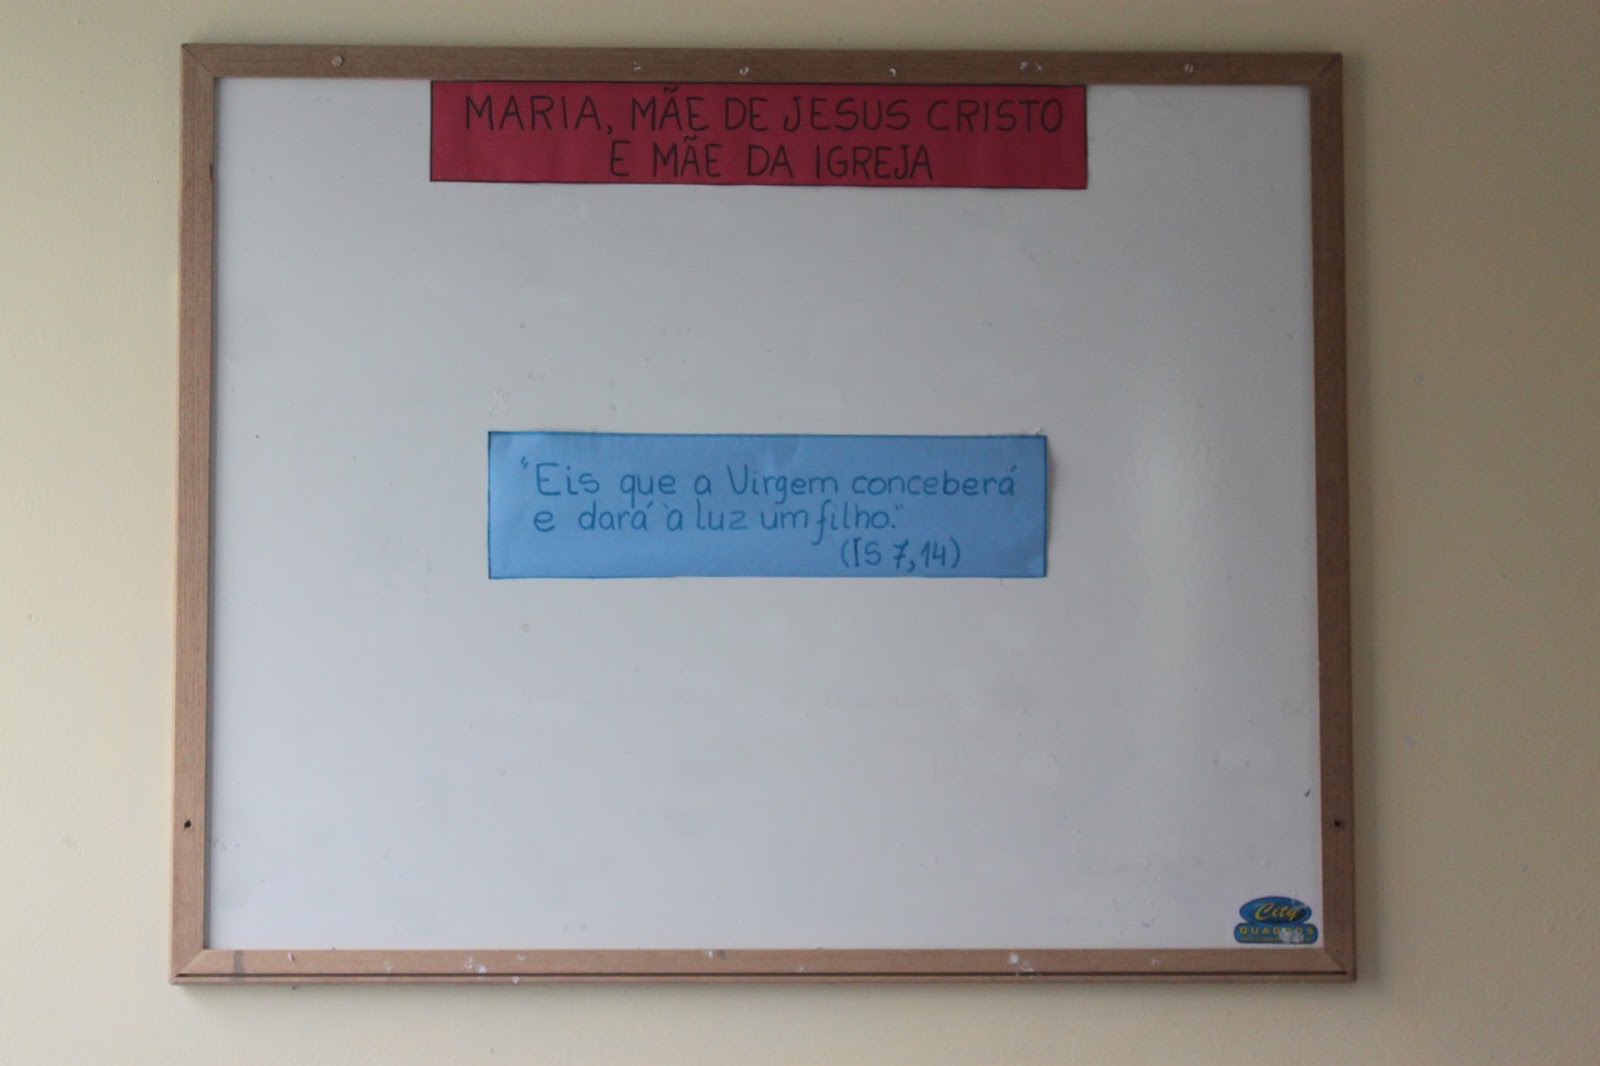 MARIA, MÃE DE JESUS CRISTO
E MÃE DA IGREJA
"Eis que a Virgem conceberá
e dará à luz um filho."
(IS 7,14)
City
QUADROS